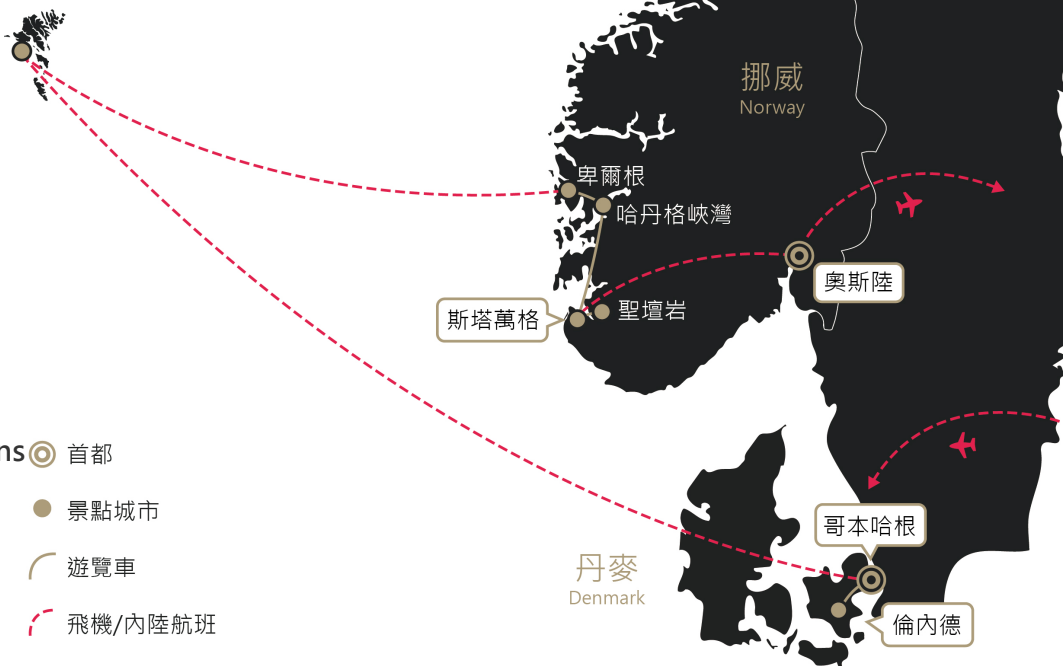 挪威
Norway
卑爾根
哈丹格峽灣
奧斯陸
斯塔萬格
聖壇岩
ns
首都
景點城市
哥本哈根
遊覽車
丹麥
Denmark
飛機/內陸航班
倫內德